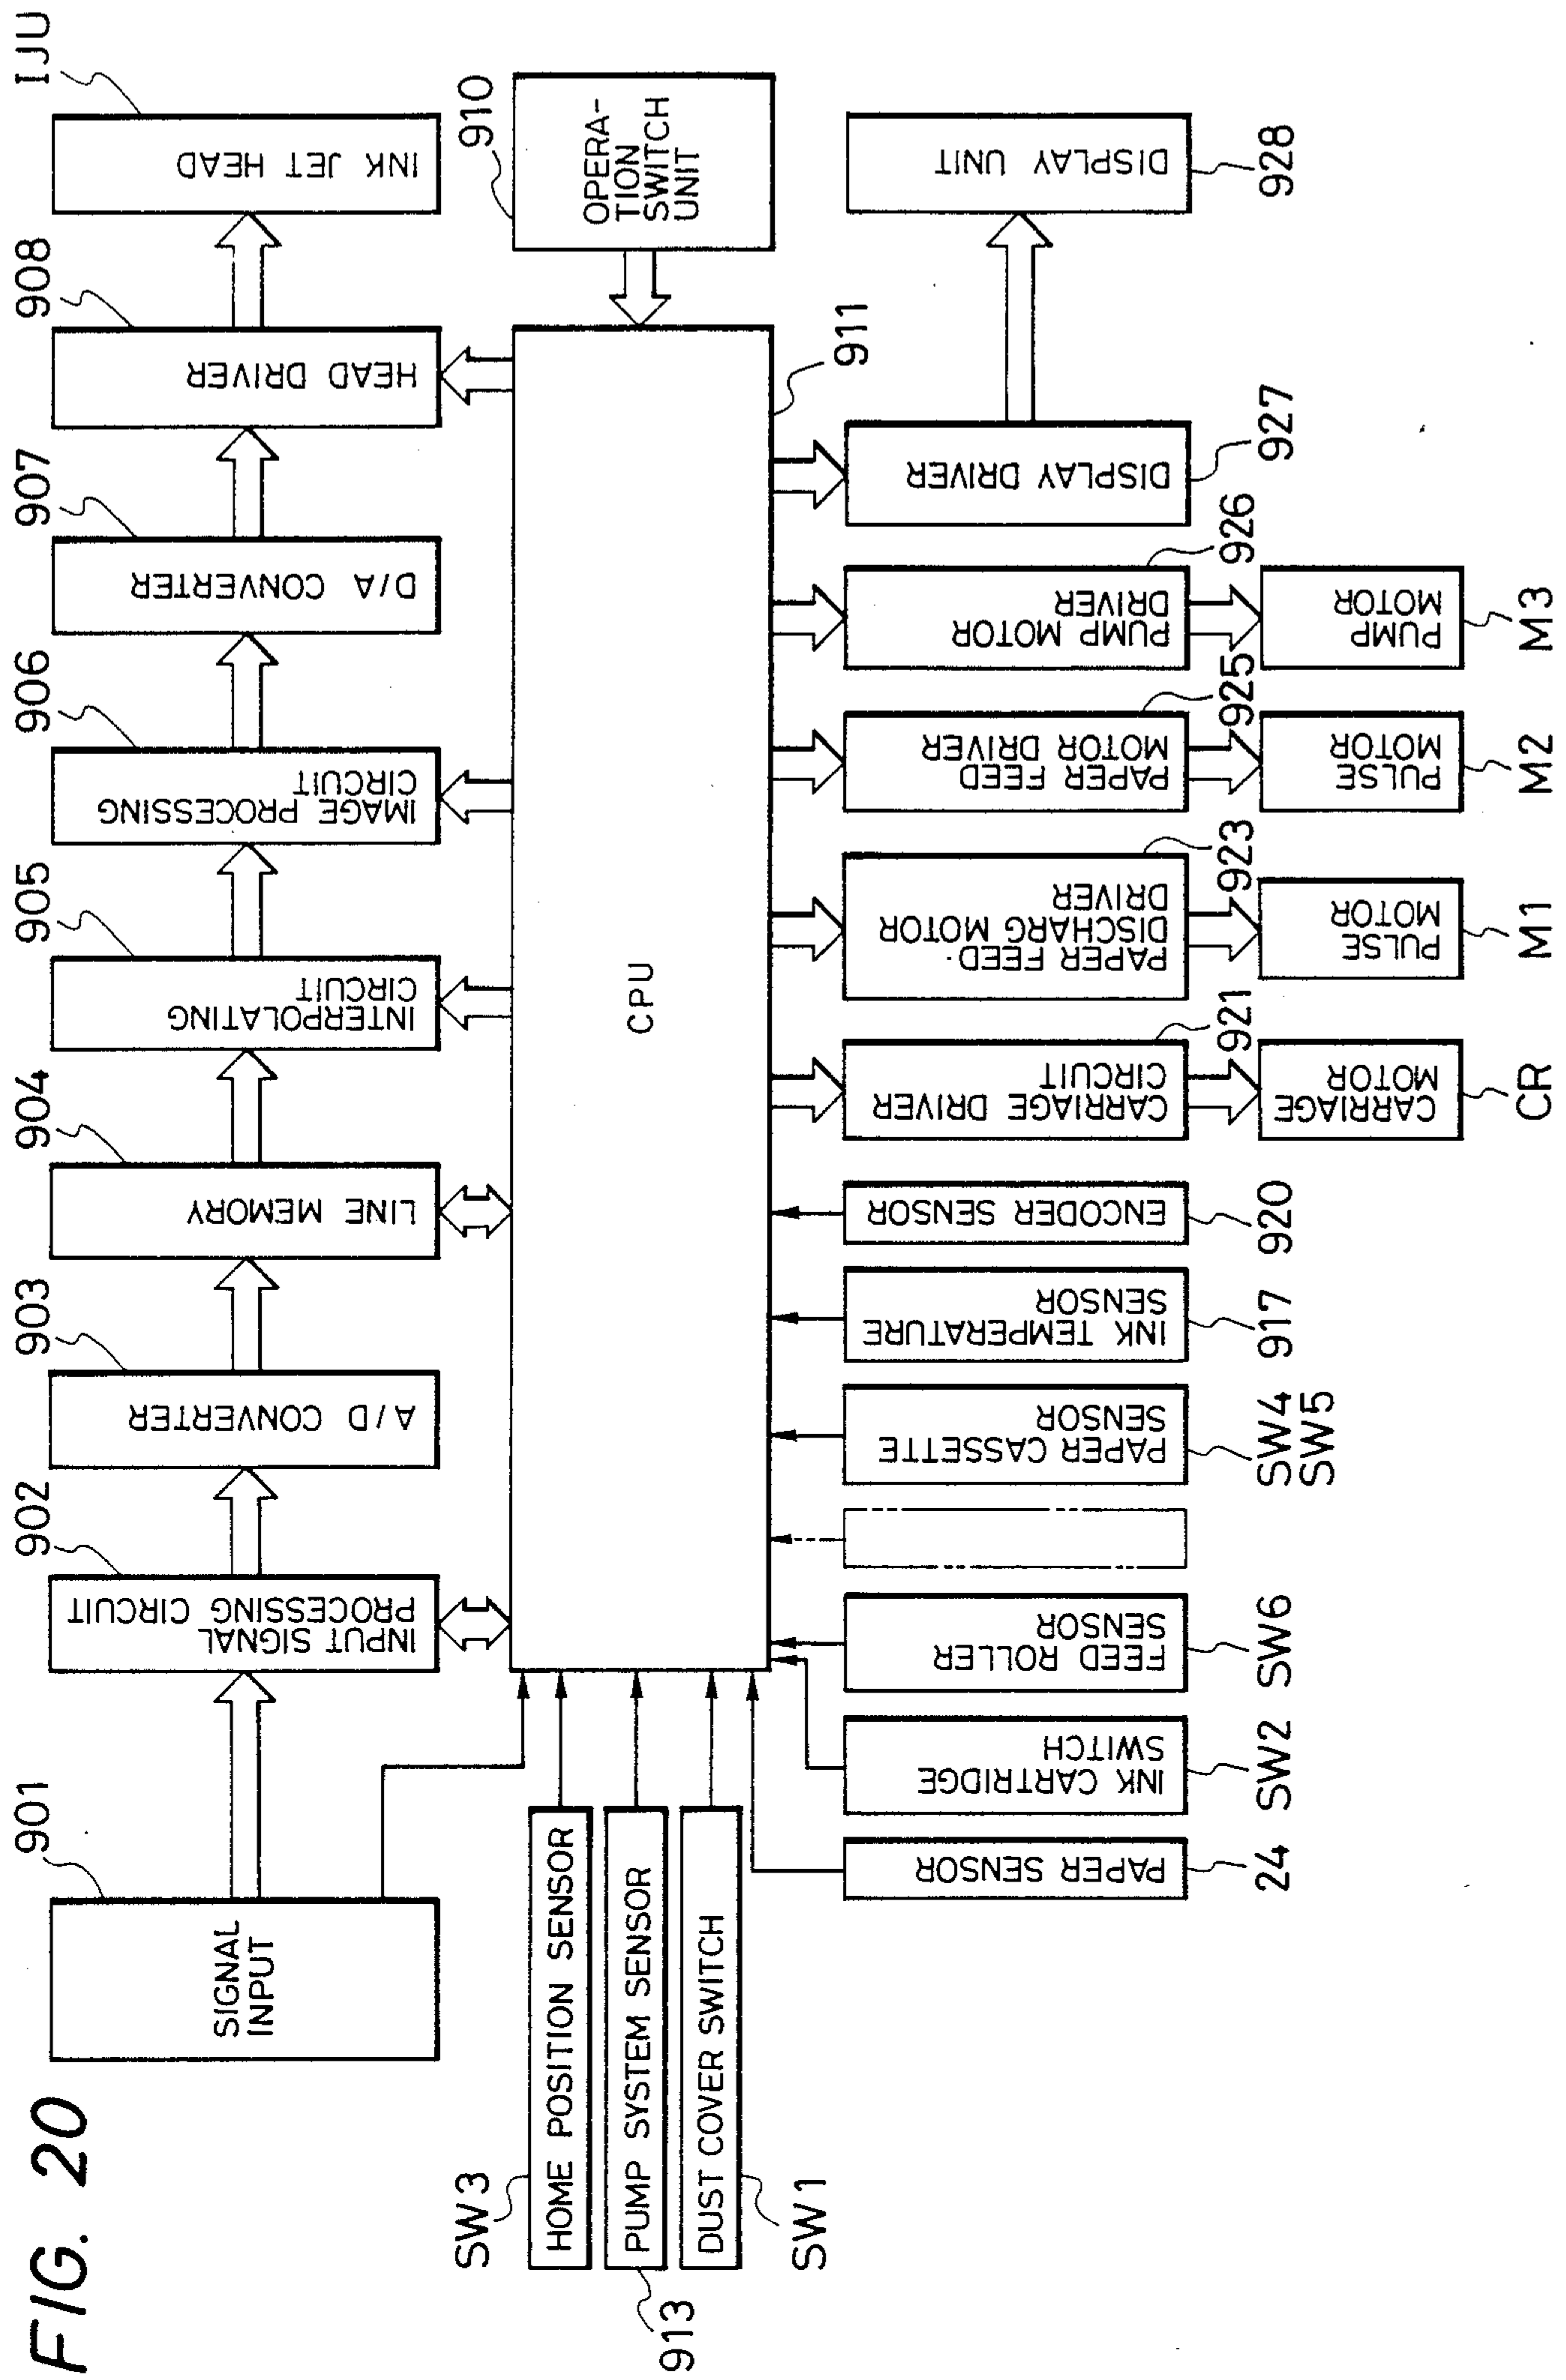 FIG. 20
901
902
903
904
905
906
907
908
IJU
SIGNAL
INPUT
INPUT SIGNAL
PROCESSING CIRCUIT
A/D CONVERTER
LINE MEMORY
INTERPOLATING
CIRCUIT
IMAGE PROCESSING
CIRCUIT
D/A CONVERTER
HEAD DRIVER
INK JET HEAD
910
OPERA-
TION
SWITCH
UNIT
SW3
HOME POSITION SENSOR
PUMP SYSTEM SENSOR
913
DUST COVER SWITCH
SW1
CPU
911
PAPER SENSOR
24
INK CARTRIDGE
SWITCH
SW2
FEED ROLLER
SENSOR
SW6
PAPER CASSETTE
SENSOR
SW4
SW5
INK TEMPERATURE
SENSOR
917
ENCODER SENSOR
920
CARRIAGE DRIVER
CIRCUIT
921
PAPER FEED
DISCHARG MOTOR
DRIVER
923
PAPER FEED
MOTOR DRIVER
925
PUMP MOTOR
DRIVER
926
DISPLAY DRIVER
927
DISPLAY UNIT
928
CARRIAGE
MOTOR
CR
PULSE
MOTOR
M1
PULSE
MOTOR
M2
PUMP
MOTOR
M3